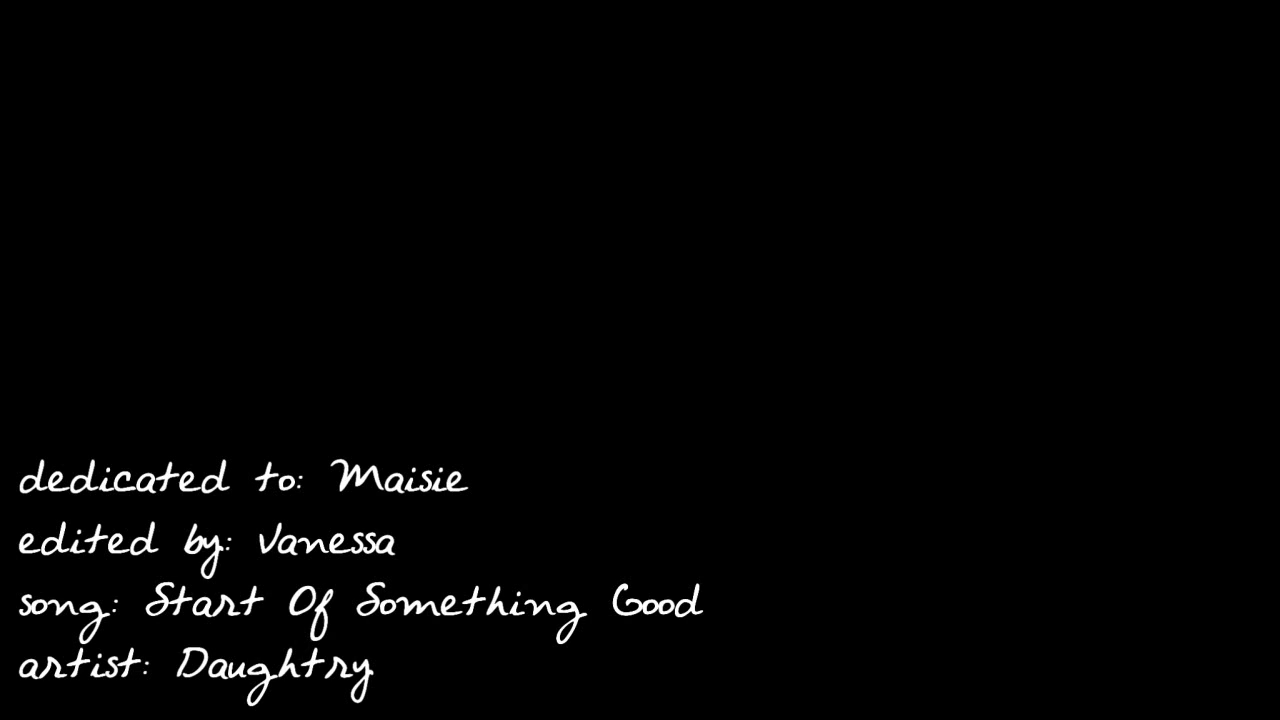 dedicated to: Maisie
edited by: Vanessa
song: Start Of Something Good
artist: Daughtry